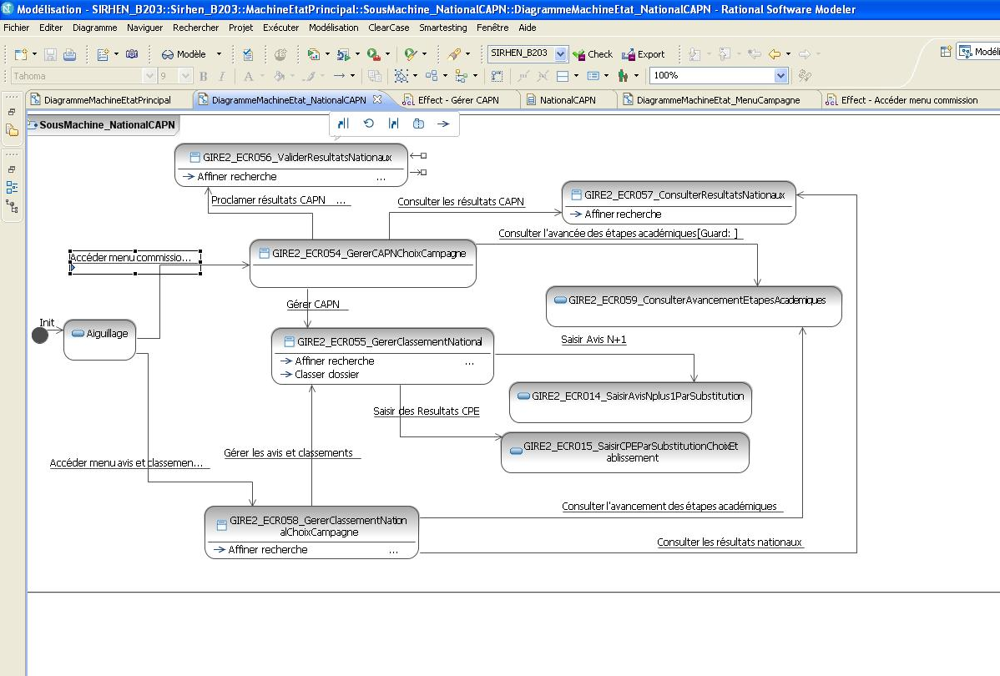 Modélisation - SIRHEN_B203::Sirhen_B203::MachineEtatPrincipal::SousMachine_NationalCAPN::DiagrammeMachineEtat_NationalCAPN - Rational Software Modeler
Fichier Editer Diagramme Naviguer Rechercher Projet Exécuter Modélisation ClearCase Smartesting Fenêtre Aide
Modèle SIRHEN_B203 Check Export Modéli
Tahoma 9 B I A 100%
DiagrammeMachineEtatPrincipal DiagrammeMachineEtat_NationalCAPN Effect - Gérer CAPN NationalCAPN DiagrammeMachineEtat_MenuCampagne Effect - Accéder menu commission
SousMachine_NationalCAPN
GIRE2_ECR056_ValiderResultatsNationaux
Affiner recherche ...
Proclamer résultats CAPN ...
Consulter les résultats CAPN
GIRE2_ECR057_ConsulterResultatsNationaux
Affiner recherche
Consulter l'avancée des étapes académiques[Guard: ]
Accéder menu commissio...
GIRE2_ECR054_GererCAPNChoixCampagne
GIRE2_ECR059_ConsulterAvancementEtapesAcademiques
Gérer CAPN
Init
Aiguillage
GIRE2_ECR055_GererClassementNational
Affiner recherche ...
Classer dossier
Saisir Avis N+1
GIRE2_ECR014_SaisirAvisNplus1ParSubstitution
Saisir des Resultats CPE
GIRE2_ECR015_SaisirCPEParSubstitutionChoixEt
ablissement
Gérer les avis et classements
Accéder menu avis et classemen...
GIRE2_ECR058_GererClassementNation
alChoixCampagne
Affiner recherche ...
Consulter l'avancement des étapes académiques
Consulter les résultats nationaux